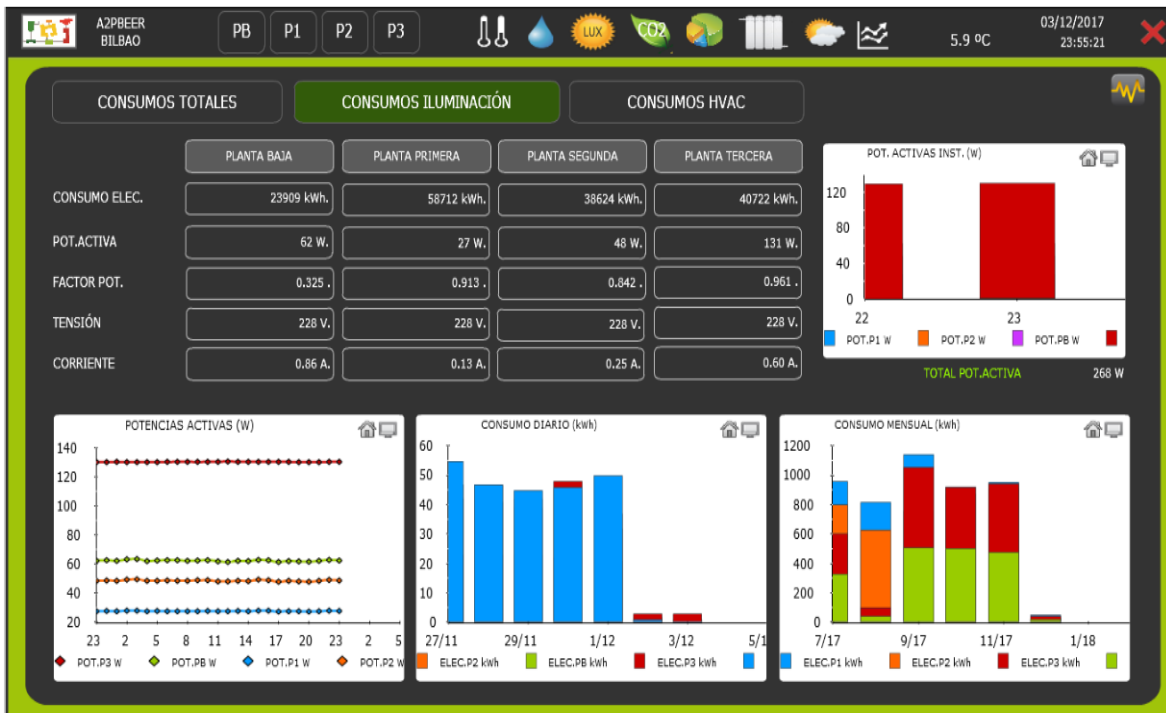 A2PBEER
BILBAO
PB P1 P2 P3
LUX
CO2
5.9 ºC
03/12/2017
23:55:21
CONSUMOS TOTALES CONSUMOS ILUMINACIÓN CONSUMOS HVAC
PLANTA BAJA PLANTA PRIMERA PLANTA SEGUNDA PLANTA TERCERA
CONSUMO ELEC. 23909 kWh. 58712 kWh. 38624 kWh. 40722 kWh.
POT.ACTIVA 62 W. 27 W. 48 W. 131 W.
FACTOR POT. 0.325 . 0.913 . 0.842 . 0.961 .
TENSIÓN 228 V. 228 V. 228 V. 228 V.
CORRIENTE 0.86 A. 0.13 A. 0.25 A. 0.60 A.
POT. ACTIVAS INST. (W)
120
80
40
0
22 23
POT.P1 W POT.P2 W POT.PB W
TOTAL POT.ACTIVA 268 W
POTENCIAS ACTIVAS (W)
140
120
100
80
60
40
20
23 2 5 8 11 14 17 20 23 2 5
POT.P3 W POT.PB W POT.P1 W POT.P2 W
CONSUMO DIARIO (kwh)
60
50
40
30
20
10
0
27/11 29/11 1/12 3/12 5/1
ELEC.P2 kWh ELEC.PB kWh ELEC.P3 kWh
CONSUMO MENSUAL (kwh)
1200
1000
800
600
400
200
0
7/17 9/17 11/17 1/18
ELEC.P1 kWh ELEC.P2 kWh ELEC.P3 kWh